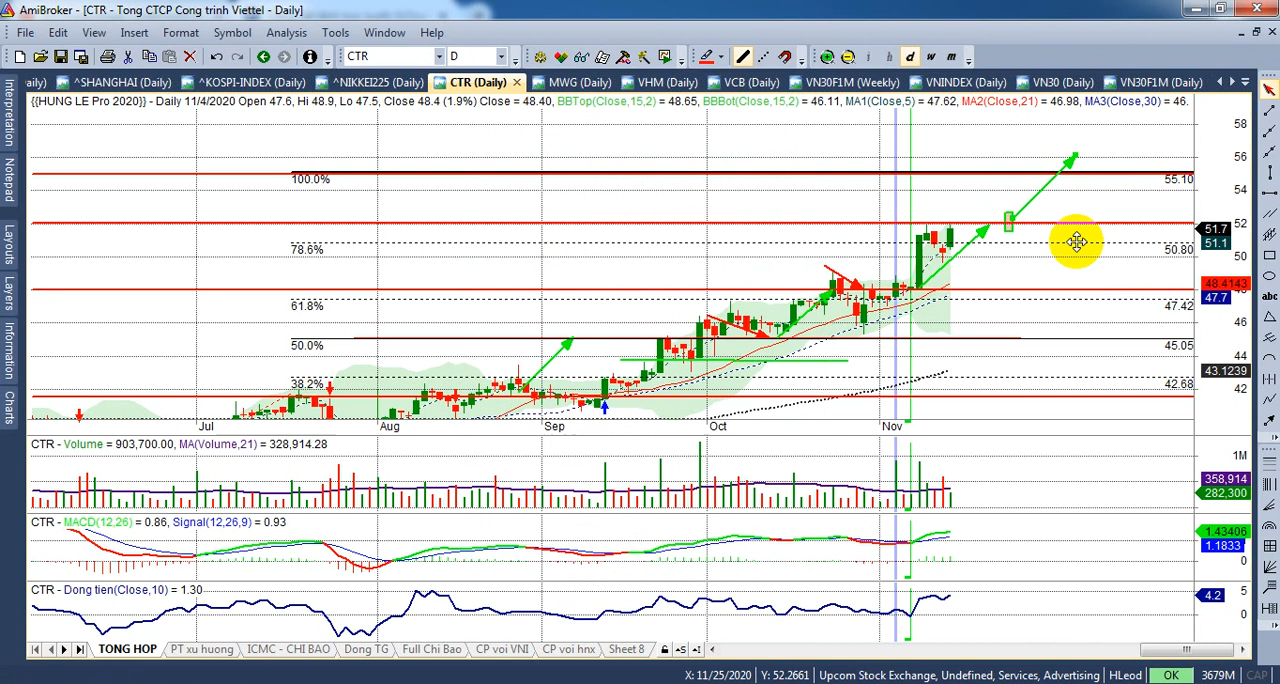 AmiBroker - [CTR - Tong CTCP Cong trinh Viettel - Daily]
File Edit View Insert Format Symbol Analysis Tools Window Help
CTR D i h d w m
aily) ^SHANGHAI (Daily) ^KOSPI-INDEX (Daily) ^NIKKEI225 (Daily) CTR (Daily) MWG (Daily) VHM (Daily) VCB (Daily) VN30F1M (Weekly) VNINDEX (Daily) VN30 (Daily) VN30F1M (Daily)
{{HUNG LE Pro 2020}} - Daily 11/4/2020 Open 47.6, Hi 48.9, Lo 47.5, Close 48.4 (1.9%) Close = 48.40, BBTop(Close,15,2) = 48.65, BBBot(Close,15,2) = 46.11, MA1(Close,5) = 47.62, MA2(Close,21) = 46.98, MA3(Close,30) = 46.
Interpretation
Notepad
Layouts
Layers
Information
Charts
58
56
100.0% 55.10
54
52
51.7
51.1
78.6% 50.80
50
48.4143
47.7
61.8% 47.42
46
50.0% 45.05
44
43.1239
38.2% 42.68
42
Jul Aug Sep Oct Nov
abc
CTR - Volume = 903,700.00, MA(Volume,21) = 328,914.28
1M
358,914
282,300
CTR - MACD(12,26) = 0.86, Signal(12,26,9) = 0.93
1.43406
1.1833
0
CTR - Dong tien(Close,10) = 1.30
5
4.2
0
TONG HOP PT xu huong ICMC - CHI BAO Dong TG Full Chi Bao CP voi VNI CP voi hnx Sheet 8
X: 11/25/2020 Y: 52.2661 Upcom Stock Exchange, Undefined, Services, Advertising HLeod OK 3679M CAP